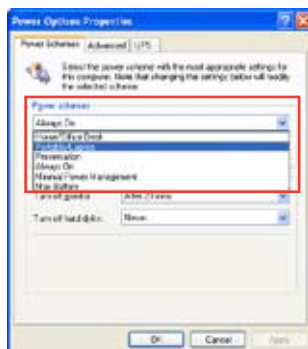 Power Options Properties
Power Schemes Advanced UPS
Select the power scheme with the most appropriate settings for
this computer. Note that changing the settings below will modify
the selected scheme.
Power schemes
Always On
Home/Office Desk
Portable/Laptop
Presentation
Always On
Minimal Power Management
Max Battery
Turn off monitor: After 20 mins
Turn off hard disks: Never
OK Cancel Apply